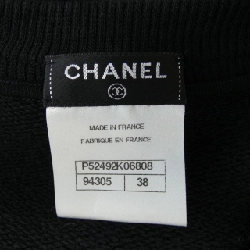 CHANEL
MADE IN FRANCE
FABRIQUE EN FRANCE
P52492K06808
94305 38